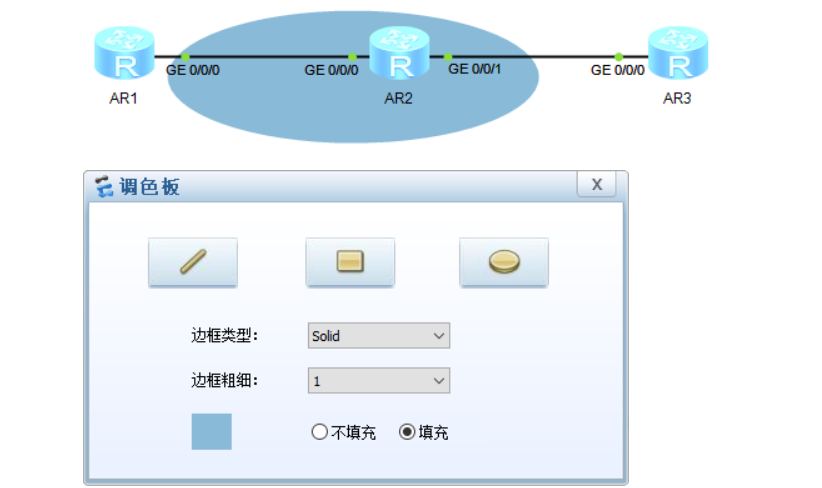 GE 0/0/0 GE 0/0/0 GE 0/0/1 GE 0/0/0
AR1 AR2 AR3
调色板 X
边框类型： Solid
边框粗细： 1
不填充 填充